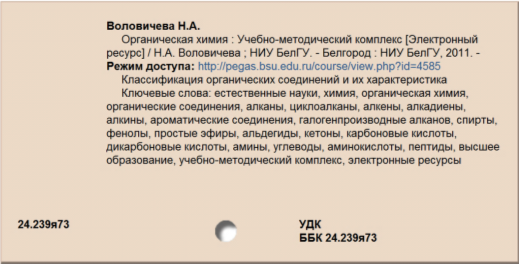 Воловичева Н.А.
Органическая химия : Учебно-методический комплекс [Электронный
ресурс] / Н.А. Воловичева ; НИУ БелГУ. - Белгород : НИУ БелГУ, 2011. -
Режим доступа: http://pegas.bsu.edu.ru/course/view.php?id=4585
Классификация органических соединений и их характеристика
Ключевые слова: естественные науки, химия, органическая химия,
органические соединения, алканы, циклоалканы, алкены, алкадиены,
алкины, ароматические соединения, галогенпроизводные алканов, спирты,
фенолы, простые эфиры, альдегиды, кетоны, карбоновые кислоты,
дикарбоновые кислоты, амины, углеводы, аминокислоты, пептиды, высшее
образование, учебно-методический комплекс, электронные ресурсы
24.239я73
УДК
ББК 24.239я73